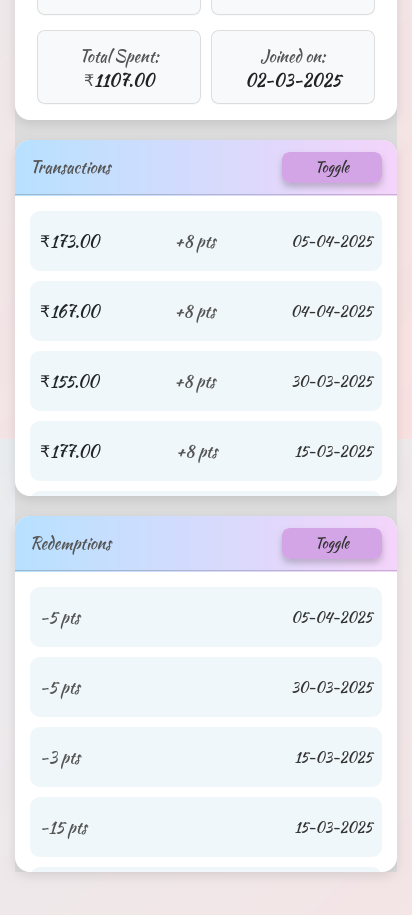 Total Spent:
₹1107.00
Joined on:
02-03-2025
Transactions
Toggle
₹173.00 +8 pts 05-04-2025
₹167.00 +8 pts 04-04-2025
₹155.00 +8 pts 30-03-2025
₹177.00 +8 pts 15-03-2025
Redemptions
Toggle
-5 pts 05-04-2025
-5 pts 30-03-2025
-3 pts 15-03-2025
-15 pts 15-03-2025